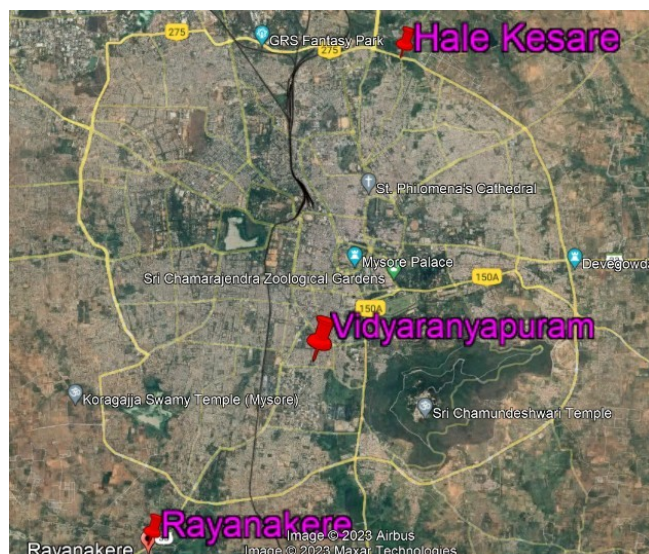 275
GRS Fantasy Park
275
Hale Kesare
St. Philomena's Cathedral
Mysore Palace
Devegowda
Sri Chamarajendra Zoological Gardens
150A
150A
Vidyaranyapuram
Koragajja Swamy Temple (Mysore)
Sri Chamundeshwari Temple
Rayanakere
Rayanakere
Image © 2023 Airbus
Image © 2023 Maxar Technologies